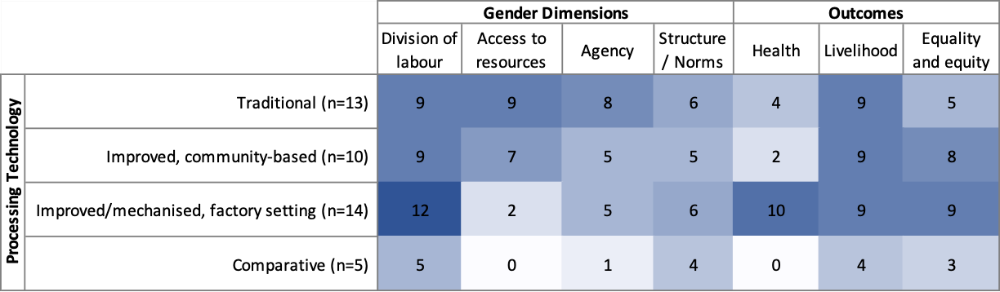 Gender Dimensions Outcomes
Division of labour Access to resources Agency Structure / Norms Health Livelihood Equality and equity
Processing Technology
Traditional (n=13) 9 9 8 6 4 9 5
Improved, community-based (n=10) 9 7 5 5 2 9 8
Improved/mechanised, factory setting (n=14) 12 2 5 6 10 9 9
Comparative (n=5) 5 0 1 4 0 4 3